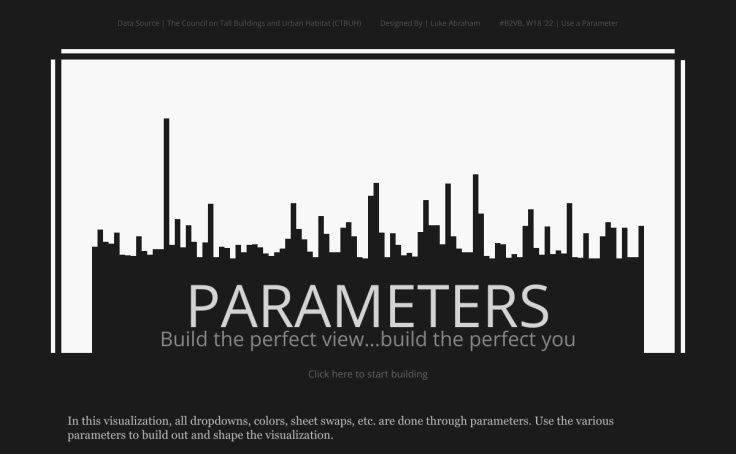 Data Source | The Council on Tall Buildings and Urban Habitat (CTBUH) Designed By | Luke Abraham #B2VB, W18 '22 | Use a Parameter
PARAMETERS
Build the perfect view...build the perfect you
Click here to start building
In this visualization, all dropdowns, colors, sheet swaps, etc. are done through parameters. Use the various
parameters to build out and shape the visualization.